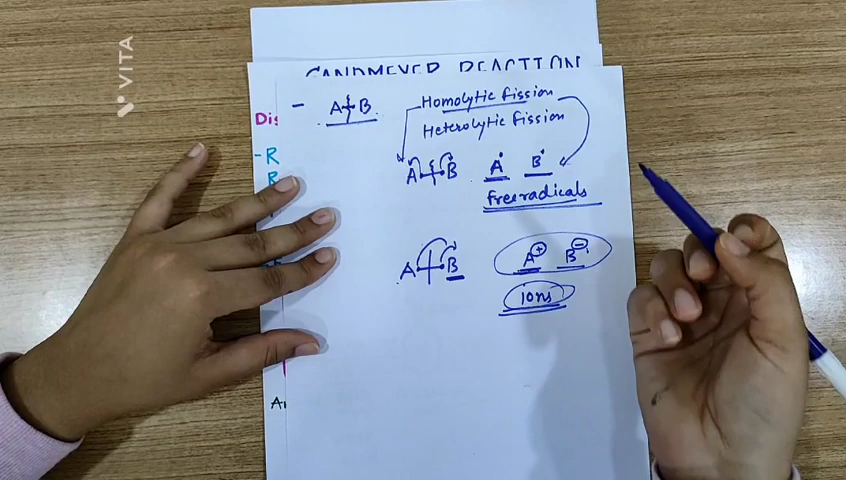 VITA
SANDMEYER REACTION
Dis
- A+B
Homolytic fission
Heterolytic fission
- R
R
A B A• B•
Free radicals
A B A+ B-
Ions